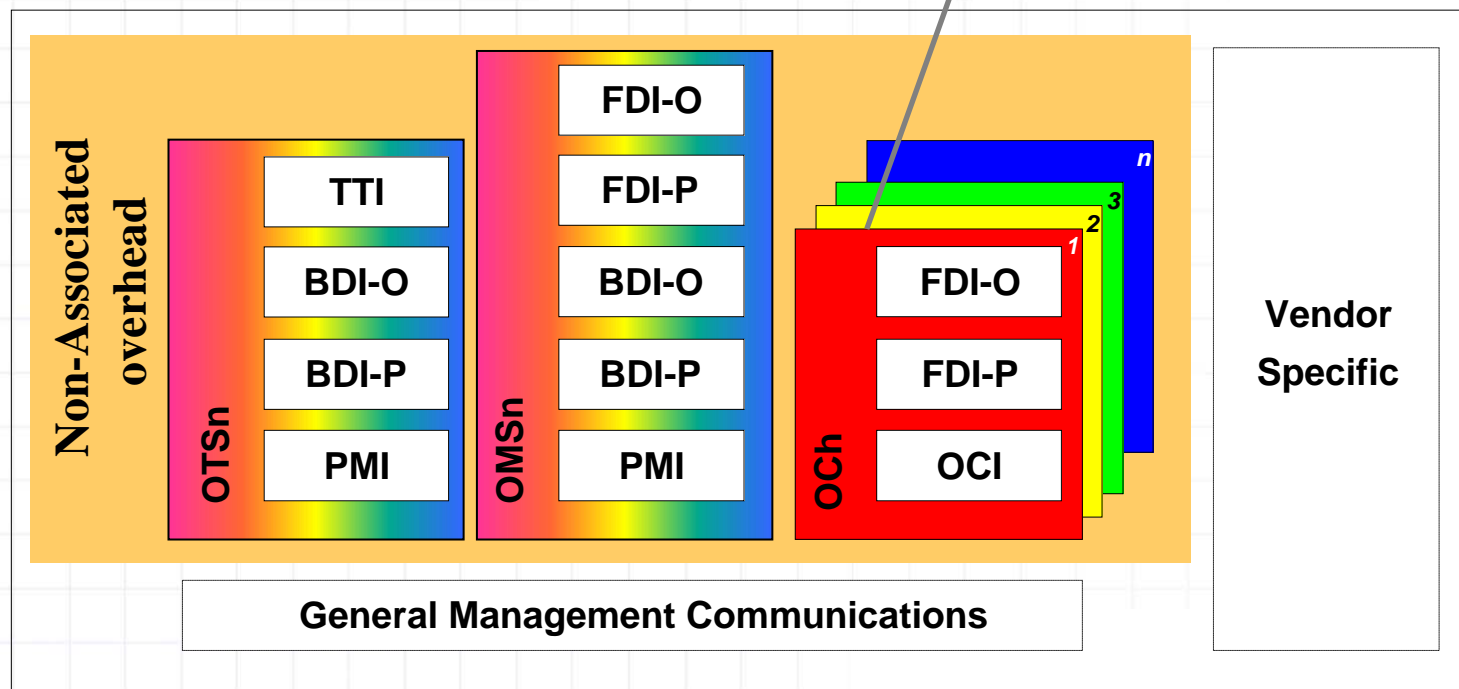 Non-Associated
overhead
OTSn
TTI
BDI-O
BDI-P
PMI
OMSn
FDI-O
FDI-P
BDI-O
BDI-P
PMI
n
3
2
1
OCh
FDI-O
FDI-P
OCI
Vendor
Specific
General Management Communications